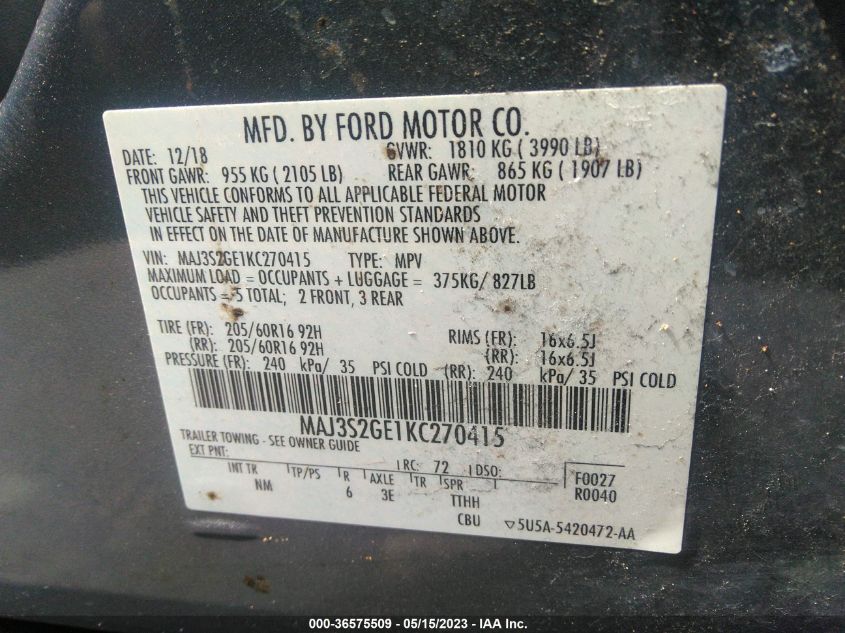 MFD. BY FORD MOTOR CO.
DATE: 12/18 GVWR: 1810 KG ( 3990 LB)
FRONT GAWR: 955 KG ( 2105 LB) REAR GAWR: 865 KG ( 1907 LB)
THIS VEHICLE CONFORMS TO ALL APPLICABLE FEDERAL MOTOR
VEHICLE SAFETY AND THEFT PREVENTION STANDARDS
IN EFFECT ON THE DATE OF MANUFACTURE SHOWN ABOVE.
VIN: MAJ3S2GE1KC270415 TYPE: MPV
MAXIMUM LOAD = OCCUPANTS + LUGGAGE = 375KG/ 827LB
OCCUPANTS = 5 TOTAL; 2 FRONT, 3 REAR
TIRE (FR): 205/60R16 92H RIMS (FR): 16x6.5J
(RR): 205/60R16 92H (RR): 16x6.5J
PRESSURE (FR): 240 kPa/ 35 PSI COLD (RR): 240 kPa/ 35 PSI COLD
MAJ3S2GE1KC270415
TRAILER TOWING - SEE OWNER GUIDE
EXT PNT: RC: 72 DSO: F0027
INT TR TP/PS R AXLE TR SPR R0040
NM 6 3E TTHH
CBU ▽5U5A-5420472-AA
000-36575509 - 05/15/2023 - IAA Inc.